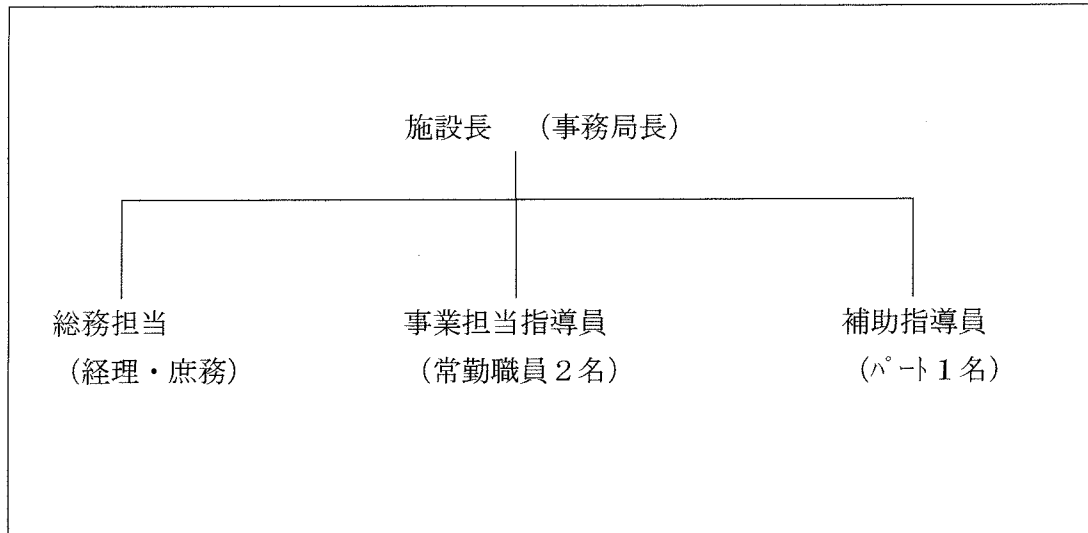 施設長　（事務局長）
総務担当　事業担当指導員　補助指導員
（経理・庶務）　（常勤職員２名）　（ﾊﾟｰﾄ１名）